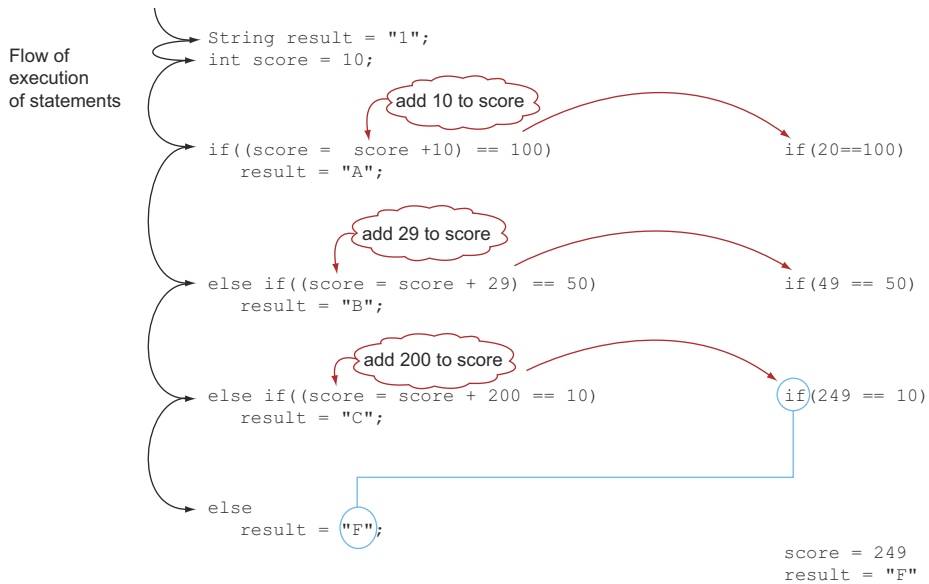 String result = "1";
Flow of
execution
of statements
int score = 10;
add 10 to score
if((score =  score +10) == 100)
if(20==100)
result = "A";
add 29 to score
else if((score = score + 29) == 50)
if(49 == 50)
result = "B";
add 200 to score
else if((score = score + 200 == 10)
if(249 == 10)
result = "C";
else
result = "F";
score = 249
result = "F"